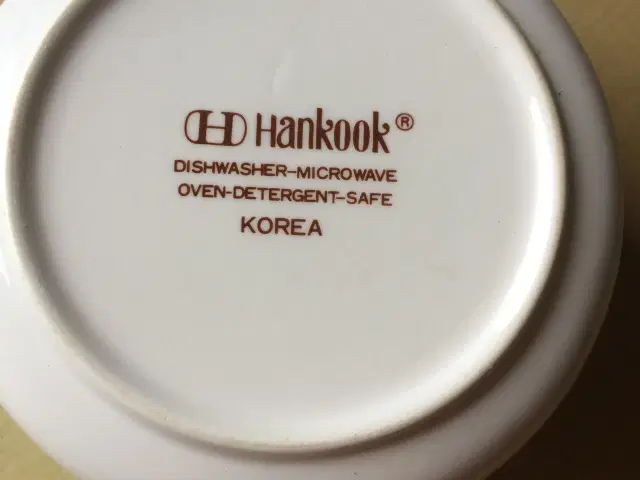 Hankook®
DISHWASHER-MICROWAVE
OVEN-DETERGENT-SAFE
KOREA